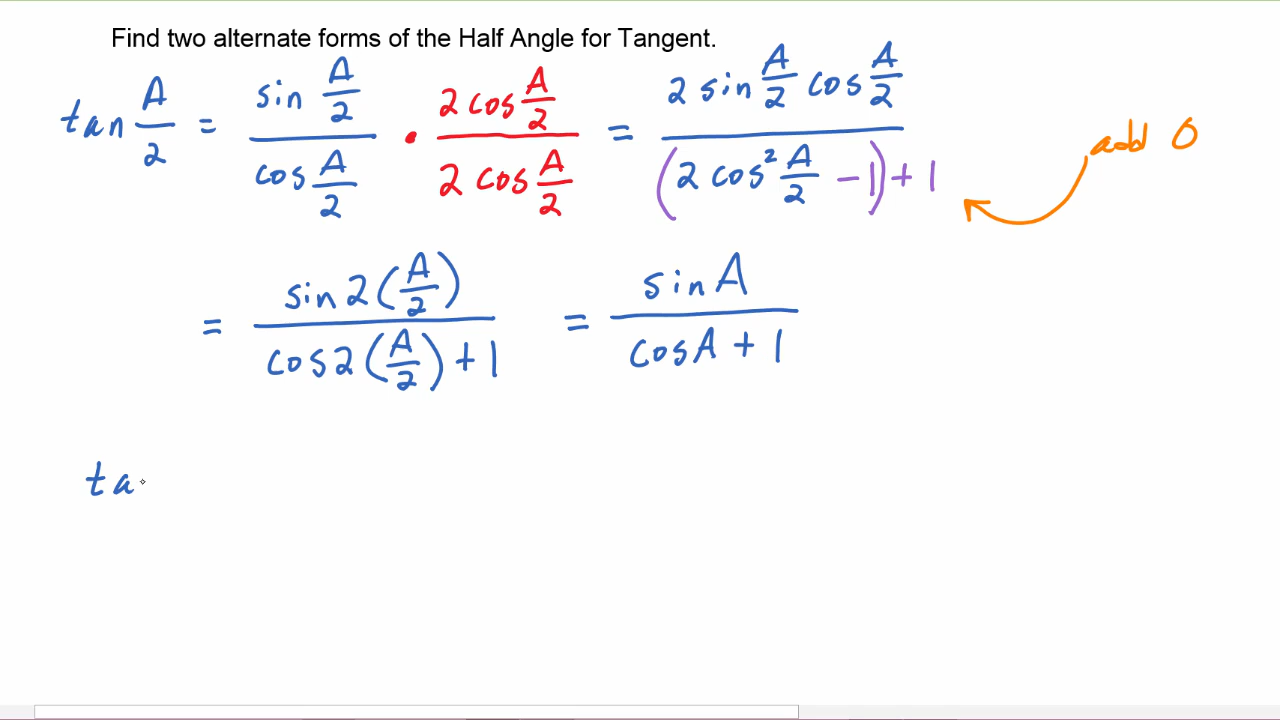 Find two alternate forms of the Half Angle for Tangent.
tan A/2 = sin A/2 / cos A/2 · 2 cos A/2 / 2 cos A/2 = 2 sin A/2 cos A/2 / (2 cos² A/2 - 1) + 1
add 0
= sin 2(A/2) / cos 2(A/2) + 1 = sin A / cos A + 1
ta